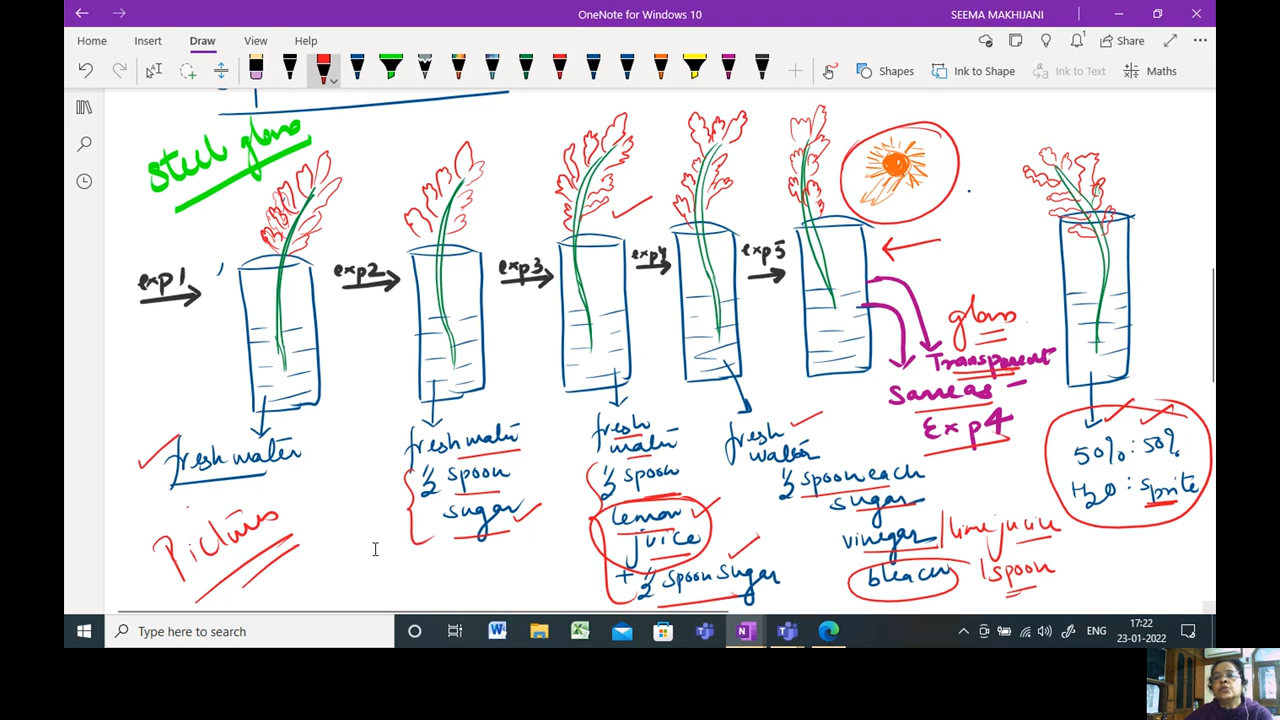 OneNote for Windows 10
SEEMA MAKHIJANI
Home
Insert
Draw
View
Help
Share
Shapes
Ink to Shape
Ink to Text
Maths
Steel glass
exp1
exp2
exp3
exp4
exp5
fresh water
fresh water
1/2 spoon
sugar
fresh
water
1/2 spoon
lemon
juice
+ 1/2 spoon sugar
fresh
water
1/2 spoon each
sugar
vinegar / lime juice
bleach 1 spoon
glass
Transparent
Same as
Exp4
50% : 50%
H2O : sprite
Pictures
Type here to search
ENG
17:22
23-01-2022